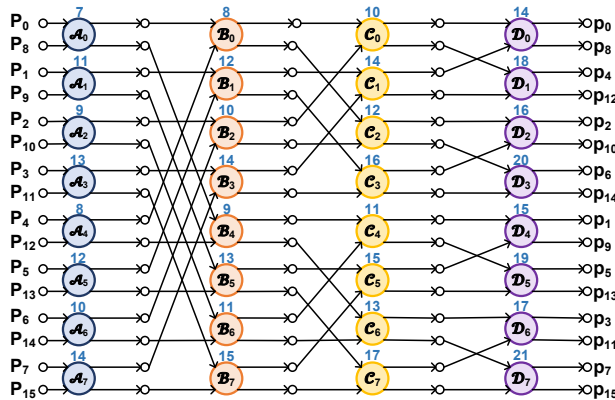 7 8 10 14
P0 𝒜0 ℬ0 𝒞0 𝒟0 p0
P8 p8
11 12 14 18
P1 𝒜1 ℬ1 𝒞1 𝒟1 p4
P9 p12
9 10 12 16
P2 𝒜2 ℬ2 𝒞2 𝒟2 p2
P10 p10
13 14 16 20
P3 𝒜3 ℬ3 𝒞3 𝒟3 p6
P11 p14
8 9 11 15
P4 𝒜4 ℬ4 𝒞4 𝒟4 p1
P12 p9
12 13 15 19
P5 𝒜5 ℬ5 𝒞5 𝒟5 p5
P13 p13
10 11 13 17
P6 𝒜6 ℬ6 𝒞6 𝒟6 p3
P14 p11
14 15 17 21
P7 𝒜7 ℬ7 𝒞7 𝒟7 p7
P15 p15